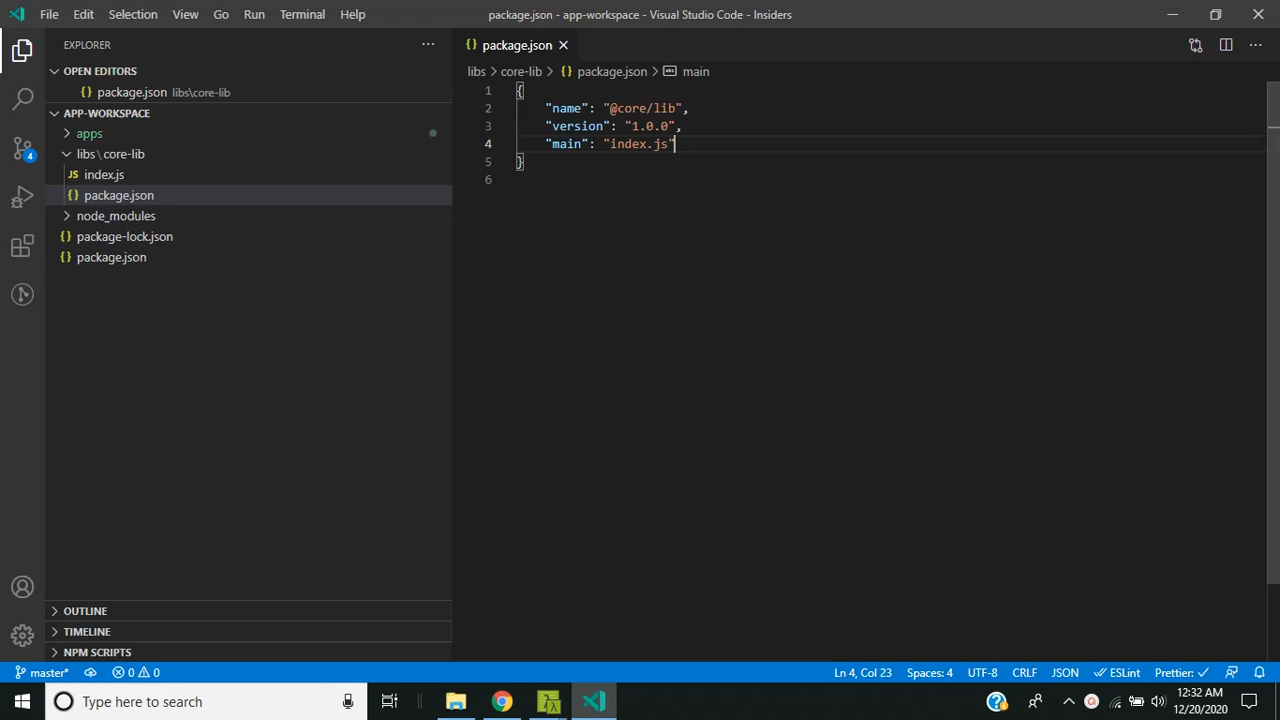 File Edit Selection View Go Run Terminal Help
package.json - app-workspace - Visual Studio Code - Insiders
EXPLORER
OPEN EDITORS
{} package.json libs\core-lib
APP-WORKSPACE
apps
libs\core-lib
JS index.js
{} package.json
node_modules
{} package-lock.json
{} package.json
4
OUTLINE
TIMELINE
NPM SCRIPTS
{} package.json
libs > core-lib > {} package.json > abc main
1 {
2 "name": "@core/lib",
3 "version": "1.0.0",
4 "main": "index.js"
5 }
6
master* 0 0 Ln 4, Col 23 Spaces: 4 UTF-8 CRLF JSON ESLint Prettier:
Type here to search
12:32 AM
12/20/2020